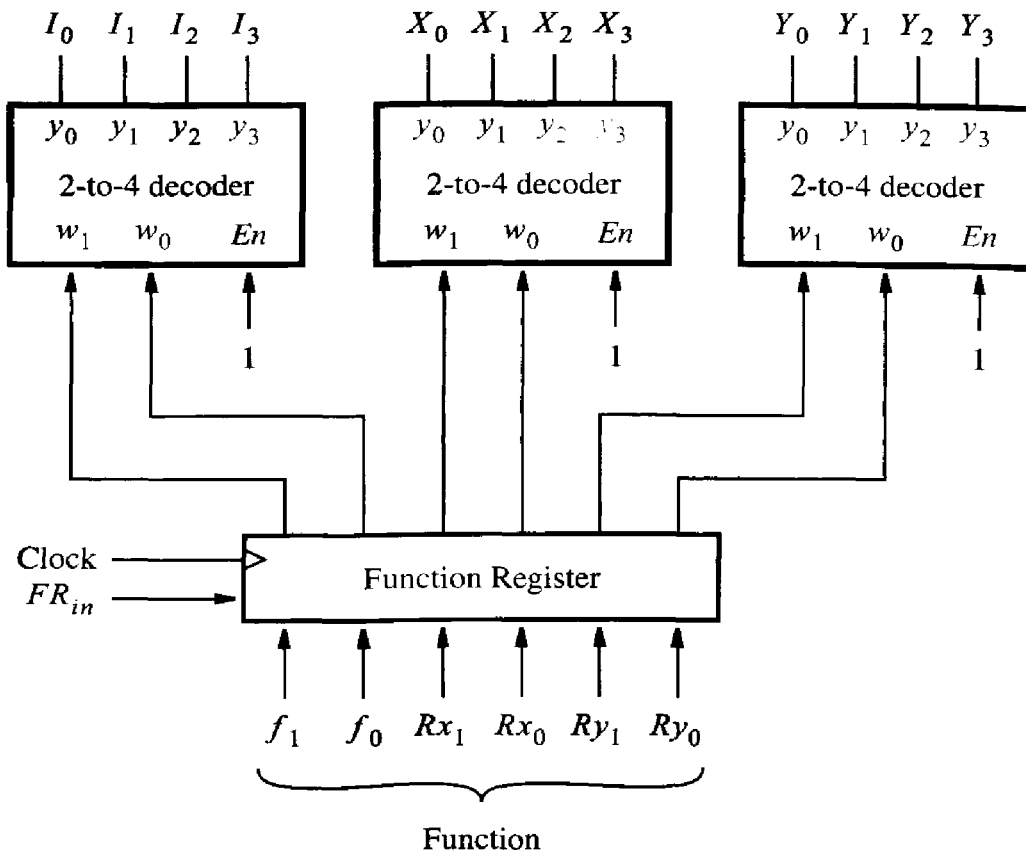 I0 I1 I2 I3 X0 X1 X2 X3 Y0 Y1 Y2 Y3
y0 y1 y2 y3 y0 y1 y2 y3 y0 y1 y2 y3
2-to-4 decoder 2-to-4 decoder 2-to-4 decoder
w1 w0 En w1 w0 En w1 w0 En
1 1 1
Clock
Function Register
FRin
f1 f0 Rx1 Rx0 Ry1 Ry0
Function